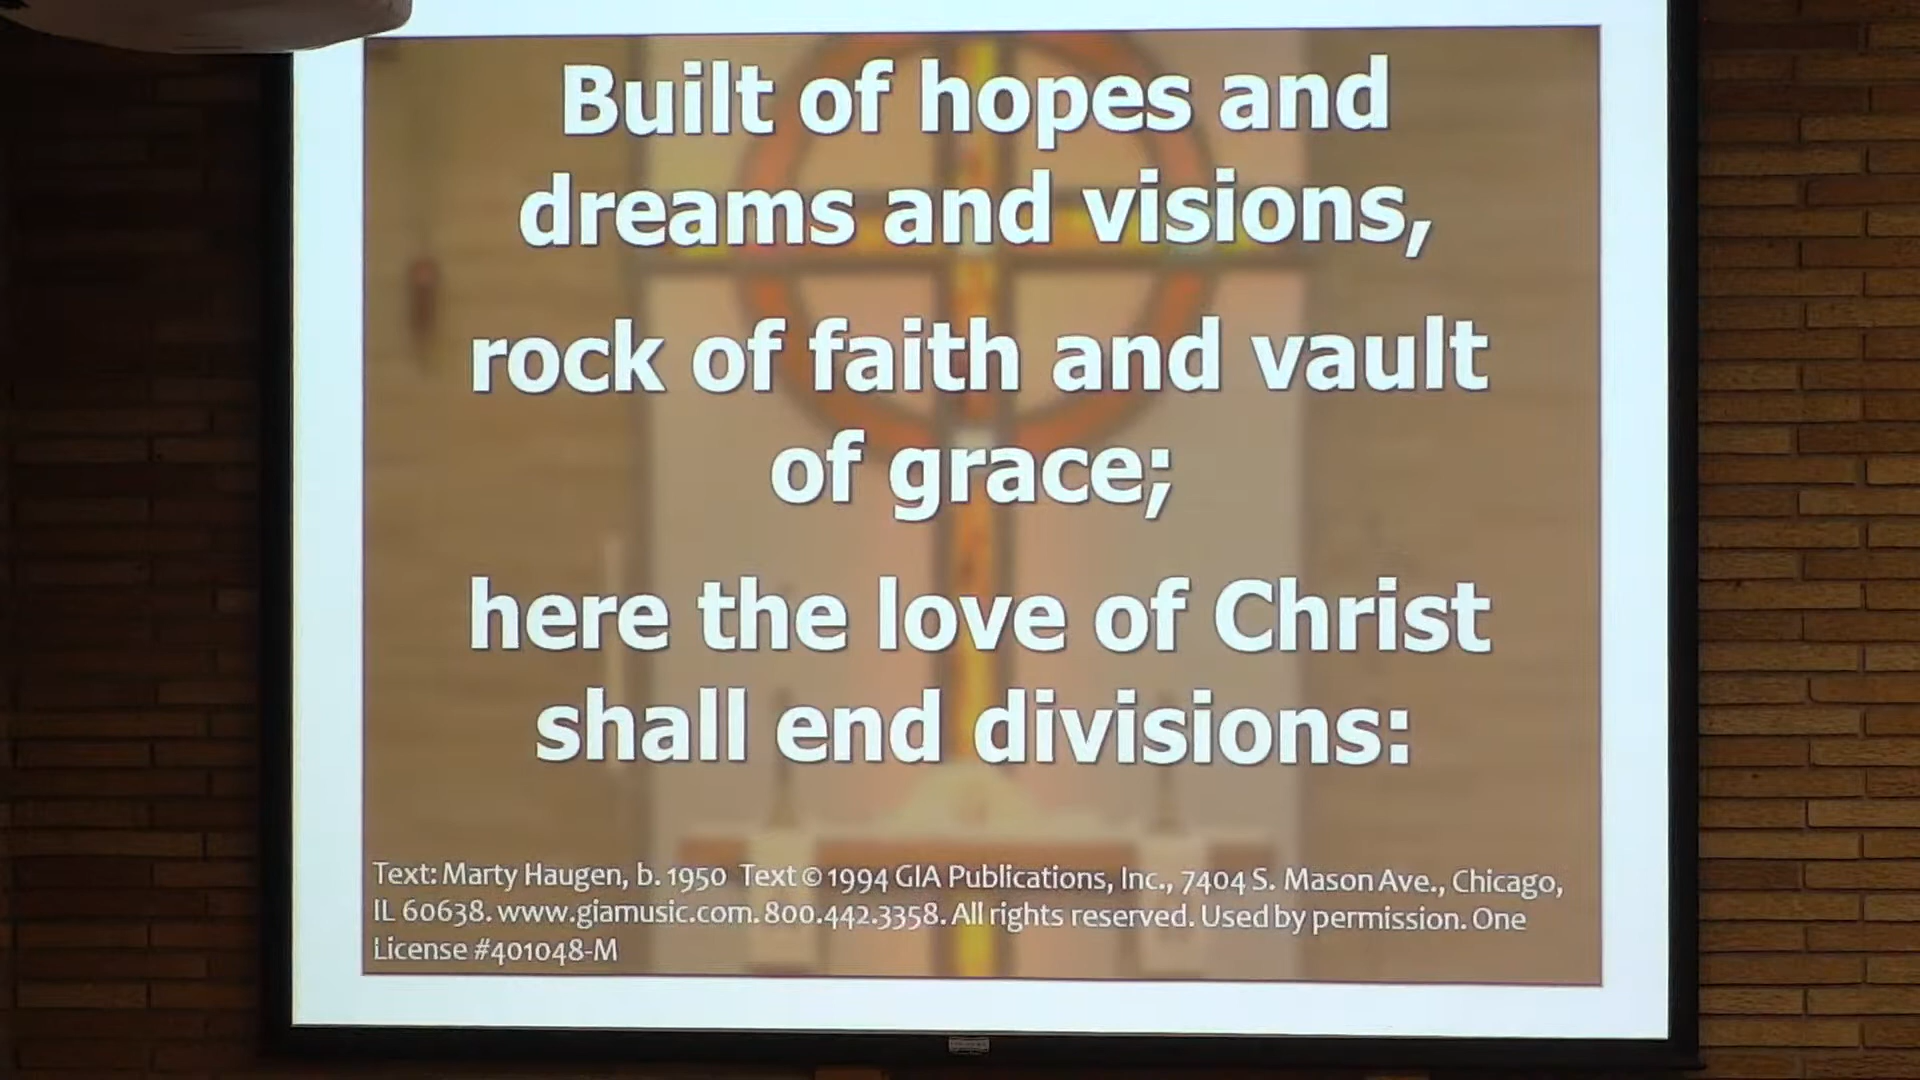 Built of hopes and
dreams and visions,
rock of faith and vault
of grace;
here the love of Christ
shall end divisions:
Text: Marty Haugen, b. 1950 Text © 1994 GIA Publications, Inc., 7404 S. Mason Ave., Chicago,
IL 60638. www.giamusic.com. 800.442.3358. All rights reserved. Used by permission. One
License #401048-M